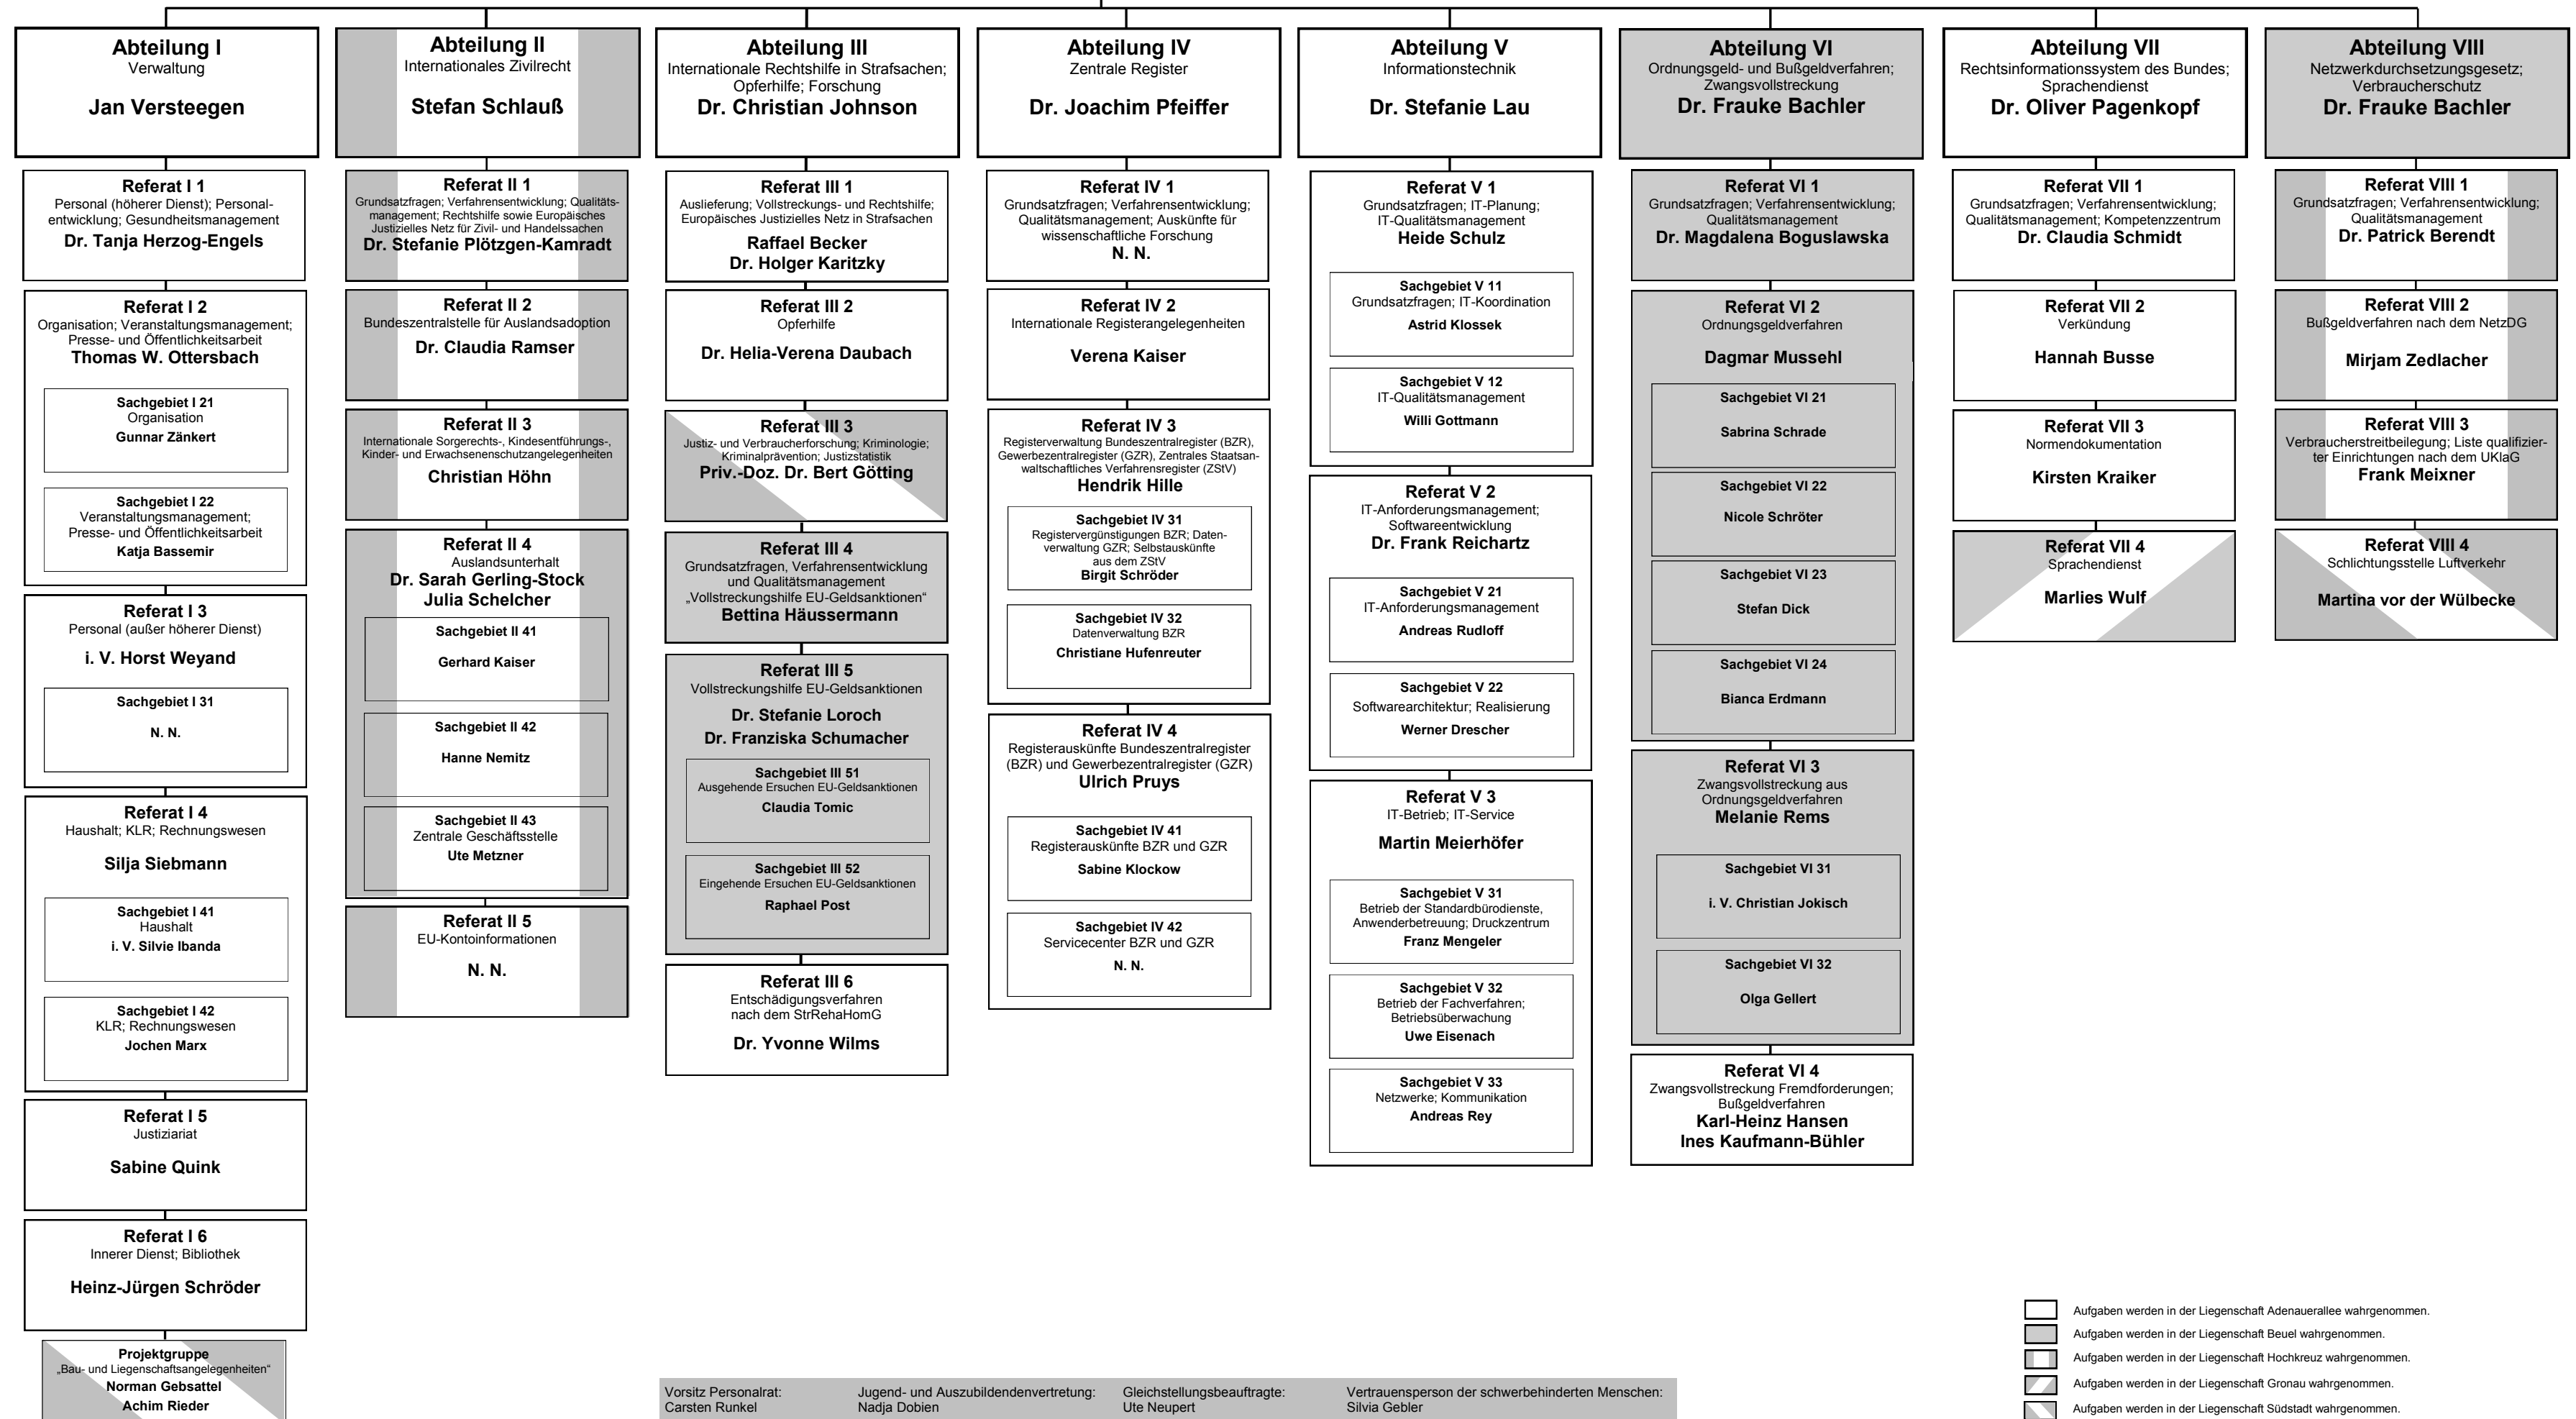 Abteilung I
Verwaltung
Jan Versteegen
Referat I 1
Personal (höherer Dienst); Personal-
entwicklung; Gesundheitsmanagement
Dr. Tanja Herzog-Engels
Referat I 2
Organisation; Veranstaltungsmanagement;
Presse- und Öffentlichkeitsarbeit
Thomas W. Ottersbach
Sachgebiet I 21
Organisation
Gunnar Zänkert
Sachgebiet I 22
Veranstaltungsmanagement;
Presse- und Öffentlichkeitsarbeit
Katja Bassemir
Referat I 3
Personal (außer höherer Dienst)
i. V. Horst Weyand
Sachgebiet I 31
N. N.
Referat I 4
Haushalt; KLR; Rechnungswesen
Silja Siebmann
Sachgebiet I 41
Haushalt
i. V. Silvie Ibanda
Sachgebiet I 42
KLR; Rechnungswesen
Jochen Marx
Referat I 5
Justiziariat
Sabine Quink
Referat I 6
Innerer Dienst; Bibliothek
Heinz-Jürgen Schröder
Projektgruppe
„Bau- und Liegenschaftsangelegenheiten“
Norman Gebsattel
Achim Rieder
Abteilung II
Internationales Zivilrecht
Stefan Schlauß
Referat II 1
Grundsatzfragen; Verfahrensentwicklung; Qualitäts-
management; Rechtshilfe sowie Europäisches
Justizielles Netz für Zivil- und Handelssachen
Dr. Stefanie Plötzgen-Kamradt
Referat II 2
Bundeszentralstelle für Auslandsadoption
Dr. Claudia Ramser
Referat II 3
Internationale Sorgerechts-, Kindesentführungs-,
Kinder- und Erwachsenenschutzangelegenheiten
Christian Höhn
Referat II 4
Auslandsunterhalt
Dr. Sarah Gerling-Stock
Julia Schelcher
Sachgebiet II 41
Gerhard Kaiser
Sachgebiet II 42
Hanne Nemitz
Sachgebiet II 43
Zentrale Geschäftsstelle
Ute Metzner
Referat II 5
EU-Kontoinformationen
N. N.
Abteilung III
Internationale Rechtshilfe in Strafsachen;
Opferhilfe; Forschung
Dr. Christian Johnson
Referat III 1
Auslieferung; Vollstreckungs- und Rechtshilfe;
Europäisches Justizielles Netz in Strafsachen
Raffael Becker
Dr. Holger Karitzky
Referat III 2
Opferhilfe
Dr. Helia-Verena Daubach
Referat III 3
Justiz- und Verbraucherforschung; Kriminologie;
Kriminalprävention; Justizstatistik
Priv.-Doz. Dr. Bert Götting
Referat III 4
Grundsatzfragen, Verfahrensentwicklung
und Qualitätsmanagement
„Vollstreckungshilfe EU-Geldsanktionen“
Bettina Häussermann
Referat III 5
Vollstreckungshilfe EU-Geldsanktionen
Dr. Stefanie Loroch
Dr. Franziska Schumacher
Sachgebiet III 51
Ausgehende Ersuchen EU-Geldsanktionen
Claudia Tomic
Sachgebiet III 52
Eingehende Ersuchen EU-Geldsanktionen
Raphael Post
Referat III 6
Entschädigungsverfahren
nach dem StrRehaHomG
Dr. Yvonne Wilms
Abteilung IV
Zentrale Register
Dr. Joachim Pfeiffer
Referat IV 1
Grundsatzfragen; Verfahrensentwicklung;
Qualitätsmanagement; Auskünfte für
wissenschaftliche Forschung
N. N.
Referat IV 2
Internationale Registerangelegenheiten
Verena Kaiser
Referat IV 3
Registerverwaltung Bundeszentralregister (BZR),
Gewerbezentralregister (GZR), Zentrales Staatsan-
waltschaftliches Verfahrensregister (ZStV)
Hendrik Hille
Sachgebiet IV 31
Registervergünstigungen BZR; Daten-
verwaltung GZR; Selbstauskünfte
aus dem ZStV
Birgit Schröder
Sachgebiet IV 32
Datenverwaltung BZR
Christiane Hufenreuter
Referat IV 4
Registerauskünfte Bundeszentralregister
(BZR) und Gewerbezentralregister (GZR)
Ulrich Pruys
Sachgebiet IV 41
Registerauskünfte BZR und GZR
Sabine Klockow
Sachgebiet IV 42
Servicecenter BZR und GZR
N. N.
Abteilung V
Informationstechnik
Dr. Stefanie Lau
Referat V 1
Grundsatzfragen; IT-Planung;
IT-Qualitätsmanagement
Heide Schulz
Sachgebiet V 11
Grundsatzfragen; IT-Koordination
Astrid Klossek
Sachgebiet V 12
IT-Qualitätsmanagement
Willi Gottmann
Referat V 2
IT-Anforderungsmanagement;
Softwareentwicklung
Dr. Frank Reichartz
Sachgebiet V 21
IT-Anforderungsmanagement
Andreas Rudloff
Sachgebiet V 22
Softwarearchitektur; Realisierung
Werner Drescher
Referat V 3
IT-Betrieb; IT-Service
Martin Meierhöfer
Sachgebiet V 31
Betrieb der Standardbürodienste,
Anwenderbetreuung; Druckzentrum
Franz Mengeler
Sachgebiet V 32
Betrieb der Fachverfahren;
Betriebsüberwachung
Uwe Eisenach
Sachgebiet V 33
Netzwerke; Kommunikation
Andreas Rey
Abteilung VI
Ordnungsgeld- und Bußgeldverfahren;
Zwangsvollstreckung
Dr. Frauke Bachler
Referat VI 1
Grundsatzfragen; Verfahrensentwicklung;
Qualitätsmanagement
Dr. Magdalena Boguslawska
Referat VI 2
Ordnungsgeldverfahren
Dagmar Mussehl
Sachgebiet VI 21
Sabrina Schrade
Sachgebiet VI 22
Nicole Schröter
Sachgebiet VI 23
Stefan Dick
Sachgebiet VI 24
Bianca Erdmann
Referat VI 3
Zwangsvollstreckung aus
Ordnungsgeldverfahren
Melanie Rems
Sachgebiet VI 31
i. V. Christian Jokisch
Sachgebiet VI 32
Olga Gellert
Referat VI 4
Zwangsvollstreckung Fremdforderungen;
Bußgeldverfahren
Karl-Heinz Hansen
Ines Kaufmann-Bühler
Abteilung VII
Rechtsinformationssystem des Bundes;
Sprachendienst
Dr. Oliver Pagenkopf
Referat VII 1
Grundsatzfragen; Verfahrensentwicklung;
Qualitätsmanagement; Kompetenzzentrum
Dr. Claudia Schmidt
Referat VII 2
Verkündung
Hannah Busse
Referat VII 3
Normendokumentation
Kirsten Kraiker
Referat VII 4
Sprachendienst
Marlies Wulf
Abteilung VIII
Netzwerkdurchsetzungsgesetz;
Verbraucherschutz
Dr. Frauke Bachler
Referat VIII 1
Grundsatzfragen; Verfahrensentwicklung;
Qualitätsmanagement
Dr. Patrick Berendt
Referat VIII 2
Bußgeldverfahren nach dem NetzDG
Mirjam Zedlacher
Referat VIII 3
Verbraucherstreitbeilegung; Liste qualifizier-
ter Einrichtungen nach dem UKlaG
Frank Meixner
Referat VIII 4
Schlichtungsstelle Luftverkehr
Martina vor der Wülbecke
Vorsitz Personalrat:
Carsten Runkel
Jugend- und Auszubildendenvertretung:
Nadja Dobien
Gleichstellungsbeauftragte:
Ute Neupert
Vertrauensperson der schwerbehinderten Menschen:
Silvia Gebler
Aufgaben werden in der Liegenschaft Adenauerallee wahrgenommen.
Aufgaben werden in der Liegenschaft Beuel wahrgenommen.
Aufgaben werden in der Liegenschaft Hochkreuz wahrgenommen.
Aufgaben werden in der Liegenschaft Gronau wahrgenommen.
Aufgaben werden in der Liegenschaft Südstadt wahrgenommen.